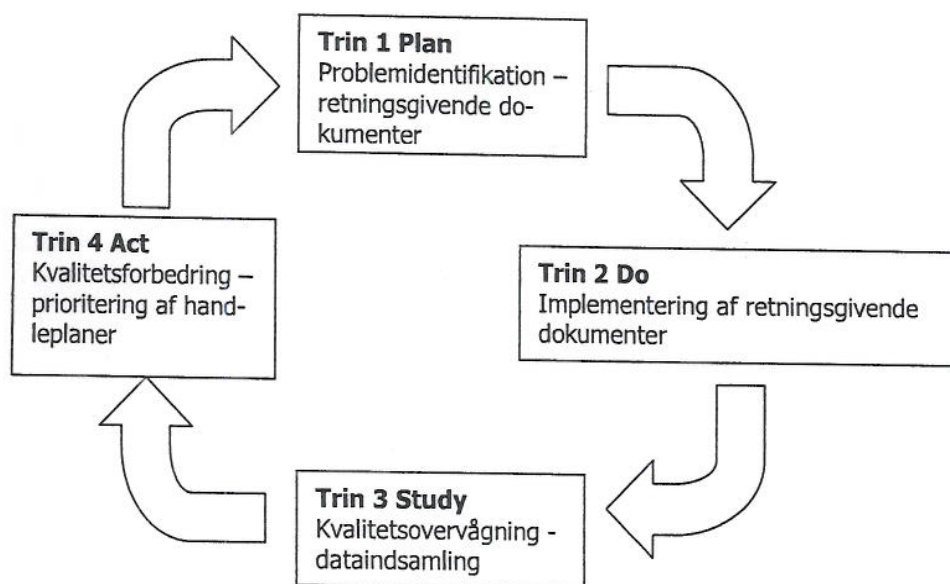 Trin 1 Plan
Problemidentifikation –
retningsgivende do-
kumenter
Trin 2 Do
Implementering af retningsgivende
dokumenter
Trin 3 Study
Kvalitetsovervågning -
dataindsamling
Trin 4 Act
Kvalitetsforbedring –
prioritering af hand-
leplaner